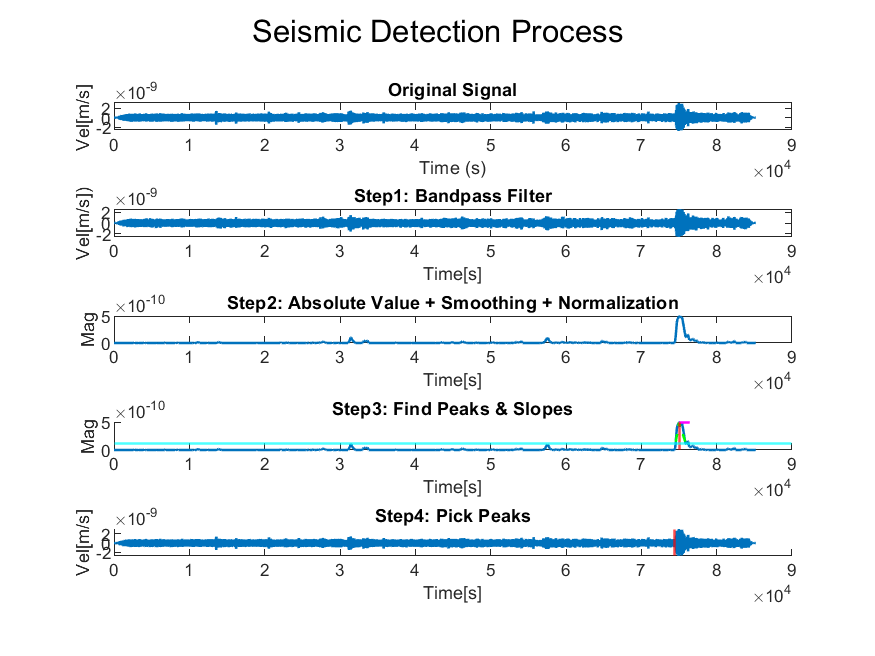 Seismic Detection Process
Original Signal
×10-9
Vel[m/s]
2
0
-2
0 1 2 3 4 5 6 7 8 9
Time (s)
×104
Step1: Bandpass Filter
×10-9
Vel[m/s])
2
0
-2
0 1 2 3 4 5 6 7 8 9
Time[s]
×104
Step2: Absolute Value + Smoothing + Normalization
×10-10
Mag
5
0
0 1 2 3 4 5 6 7 8 9
Time[s]
×104
Step3: Find Peaks & Slopes
×10-10
Mag
5
0
0 1 2 3 4 5 6 7 8 9
Time[s]
×104
Step4: Pick Peaks
×10-9
Vel[m/s]
2
0
-2
0 1 2 3 4 5 6 7 8 9
Time[s]
×104